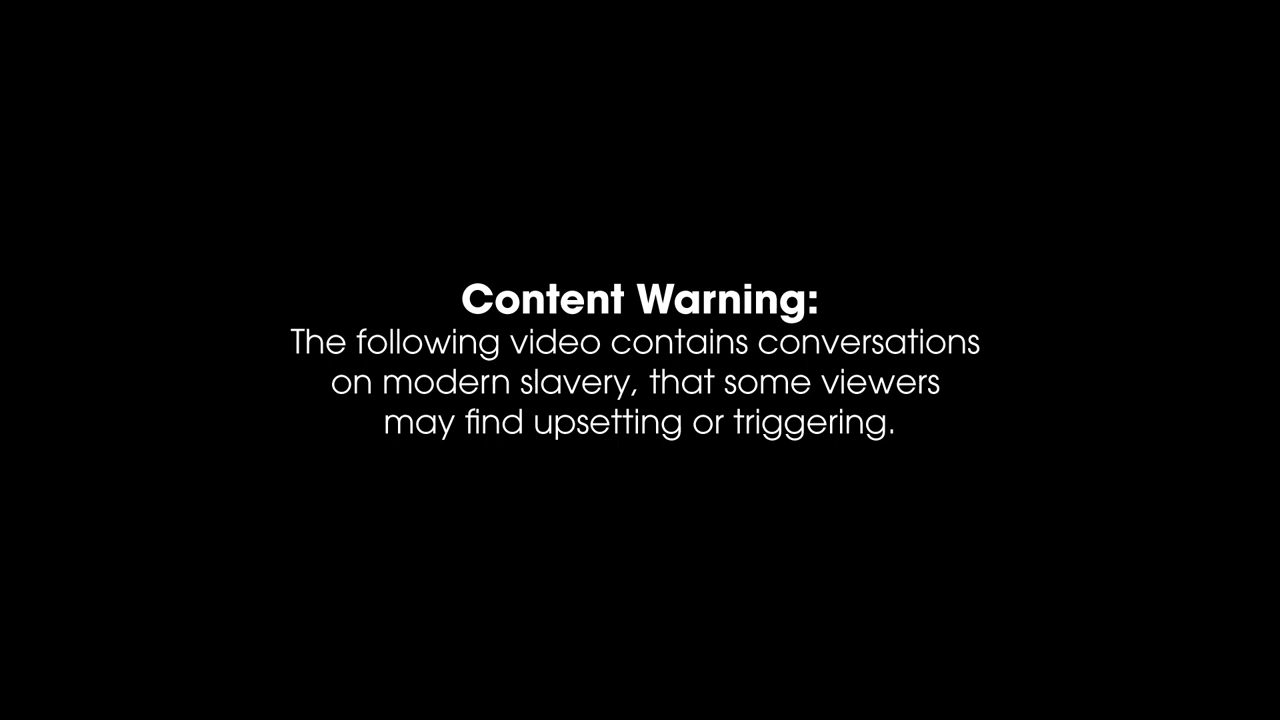 Content Warning:
The following video contains conversations
on modern slavery, that some viewers
may find upsetting or triggering.